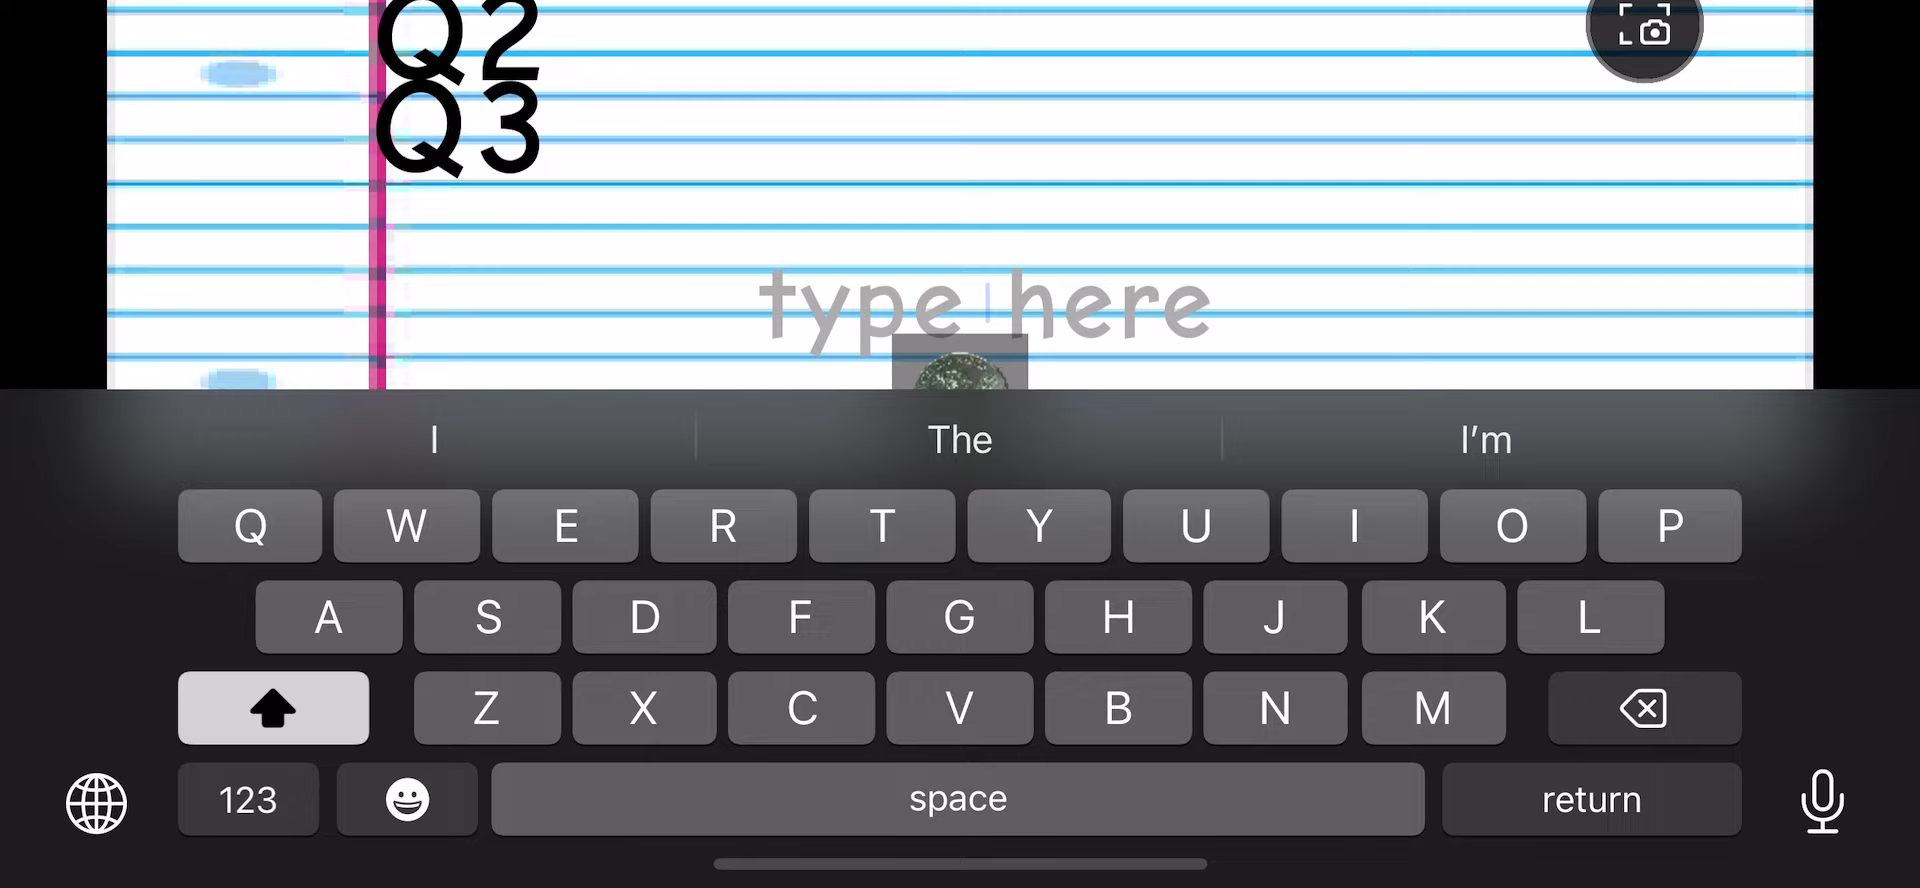 Q2
Q3
type here
I The I'm
Q W E R T Y U I O P
A S D F G H J K L
Z X C V B N M
123 space return